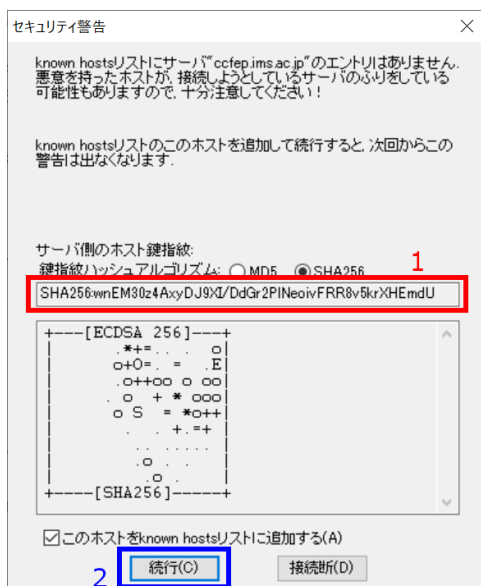 セキュリティ警告
known hostsリストにサーバ"ccfep.ims.ac.jp"のエントリはありません.
悪意を持ったホストが, 接続しようとしているサーバのふりをしている
可能性もありますので, 十分注意してください!
known hostsリストのこのホストを追加して続行すると, 次回からこの
警告は出なくなります.
サーバ側のホスト鍵指紋:
鍵指紋ハッシュアルゴリズム: MD5 SHA256
1
SHA256:wnEM30z4AxyDJ9XI/DdGr2PINeoivFRR8v5krXHEmdU
+---[ECDSA 256]---+
|      .*+=.. .  o|
|     o+O=. =   .E|
|     .o++oo o oo|
|    . o  + * ooo|
|     o S  = *o++|
|      .  . +.=+ |
|       .. ..... |
|       .o . .   |
|        .o .    |
+----[SHA256]-----+
このホストをknown hostsリストに追加する(A)
2
続行(C) 接続断(D)